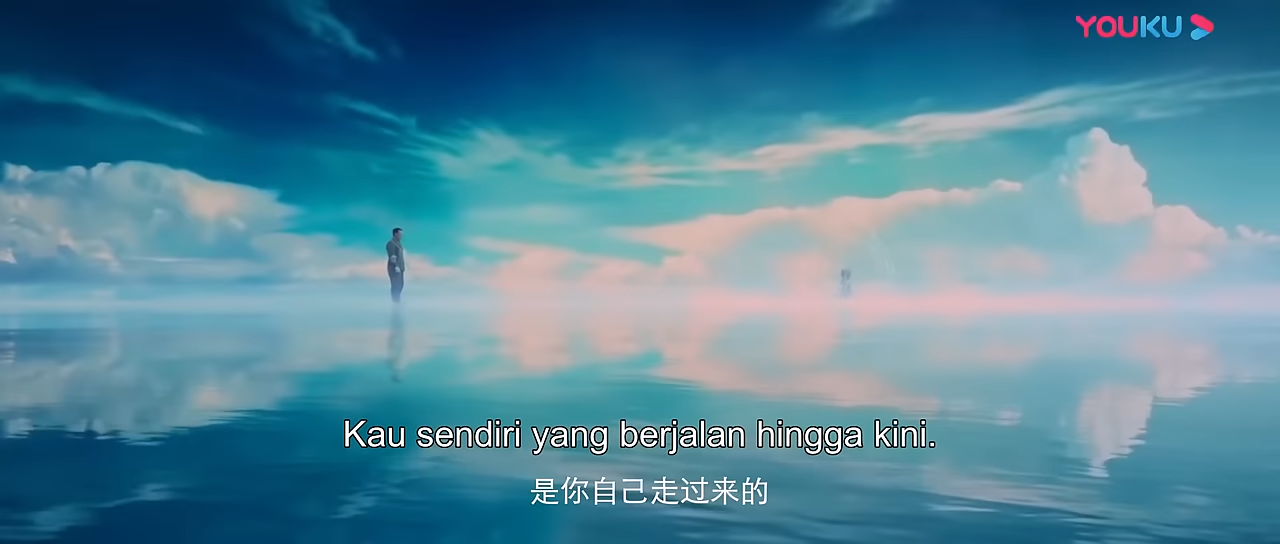 YOUKU
Kau sendiri yang berjalan hingga kini.
是你自己走过来的